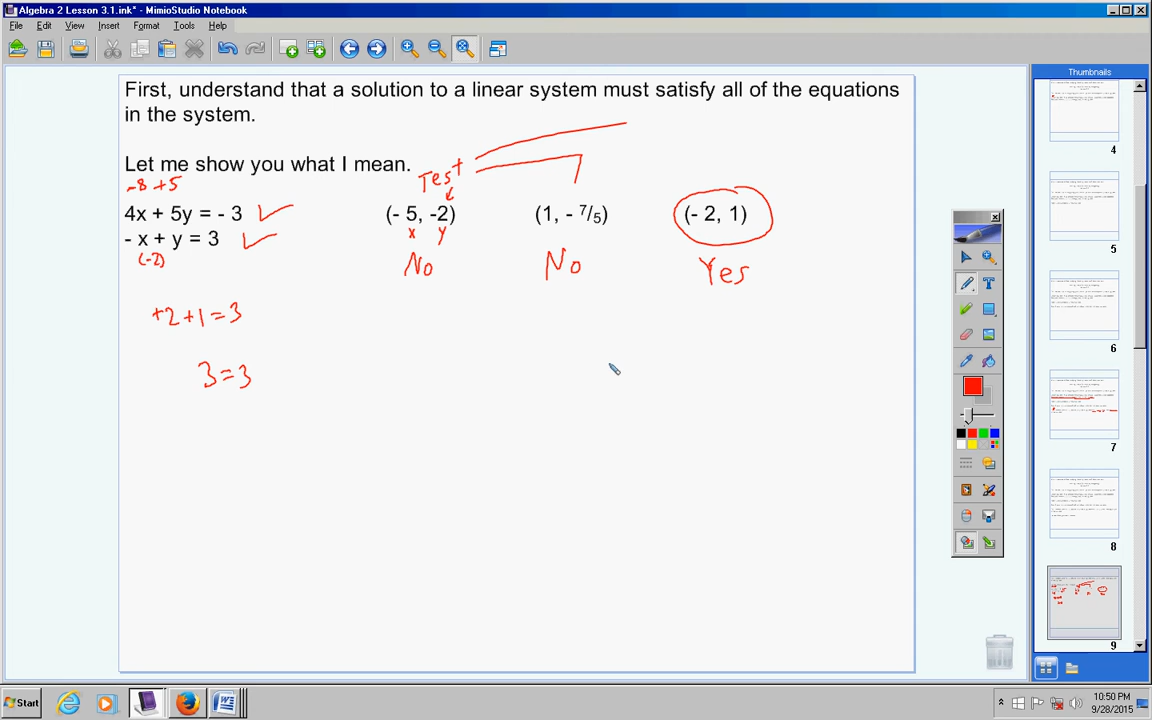 Algebra 2 Lesson 3.1.ink* - MimioStudio Notebook
File Edit View Insert Format Tools Help
First, understand that a solution to a linear system must satisfy all of the equations
in the system.
Let me show you what I mean.
Test
-8 +5
4x + 5y = - 3 (- 5, -2) (1, - 7/5) (- 2, 1)
- x + y = 3 x y
(-2) No No Yes
+2 +1 = 3
3 = 3
Thumbnails
4
5
6
7
8
9
Start
10:50 PM
9/28/2015